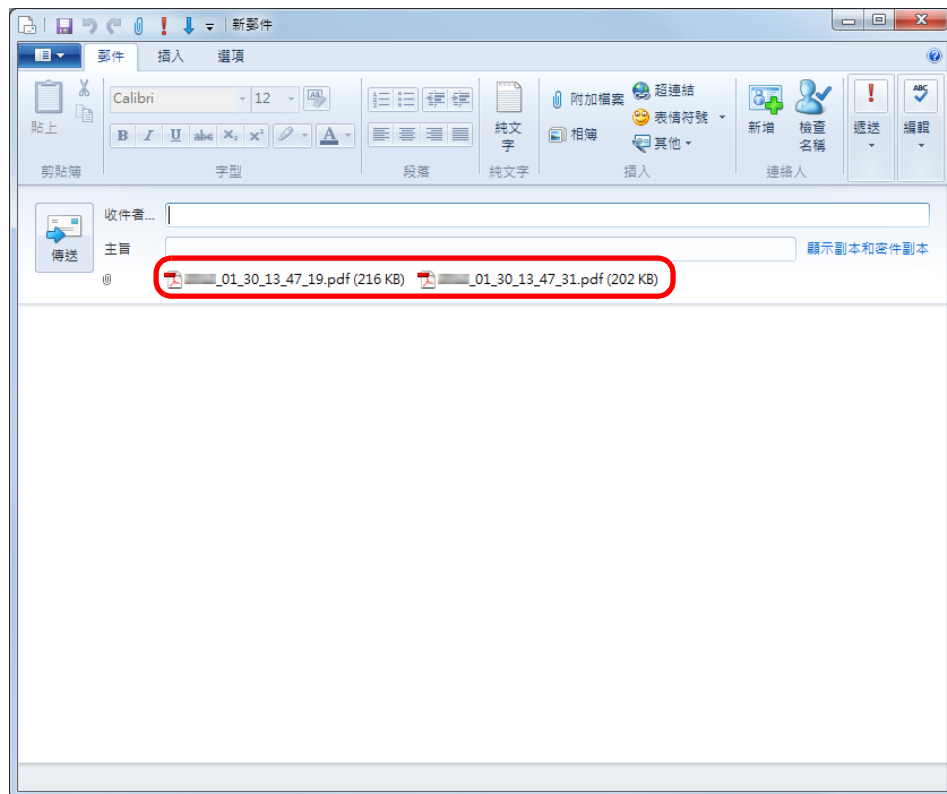 新郵件
郵件 插入 選項
貼上
剪貼簿
Calibri 12
B I U abc X₂ X² A
字型
段落
純文字
純文字
附加檔案
相簿
超連結
表情符號
其他
插入
新增
檢查名稱
連絡人
遞送
ABC
編輯
傳送
收件者...
主旨
顯示副本和密件副本
_01_30_13_47_19.pdf (216 KB) _01_30_13_47_31.pdf (202 KB)